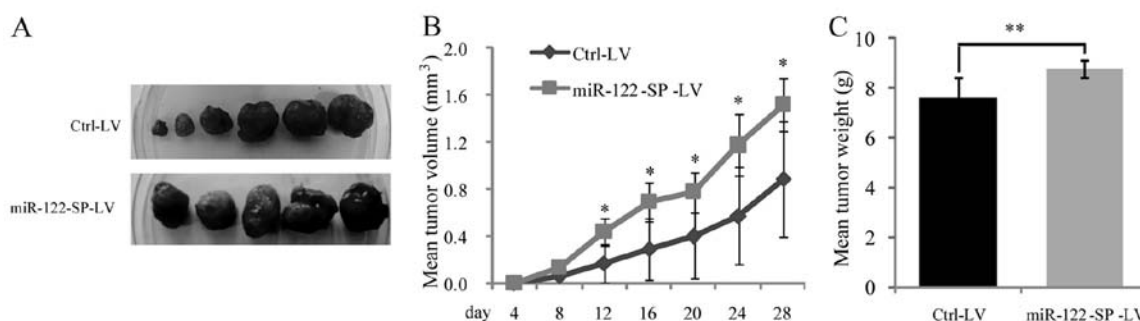 A
Ctrl-LV
miR-122-SP-LV
B
Mean tumor volume (mm³)
2.0
1.6
1.2
0.8
0.4
0.0
Ctrl-LV
miR-122 -SP -LV
*
*
*
*
*
day 4 8 12 16 20 24 28
C
Mean tumor weight (g)
10
8
6
4
2
0
**
Ctrl-LV miR-122 -SP -LV